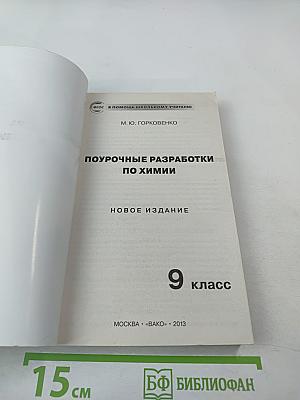 ФГОС В ПОМОЩЬ ШКОЛЬНОМУ УЧИТЕЛЮ
М. Ю. ГОРКОВЕНКО
ПОУРОЧНЫЕ РАЗРАБОТКИ
ПО ХИМИИ
НОВОЕ ИЗДАНИЕ
9 класс
МОСКВА • «ВАКО» • 2013
15 см
БФ БИБЛИОФАН